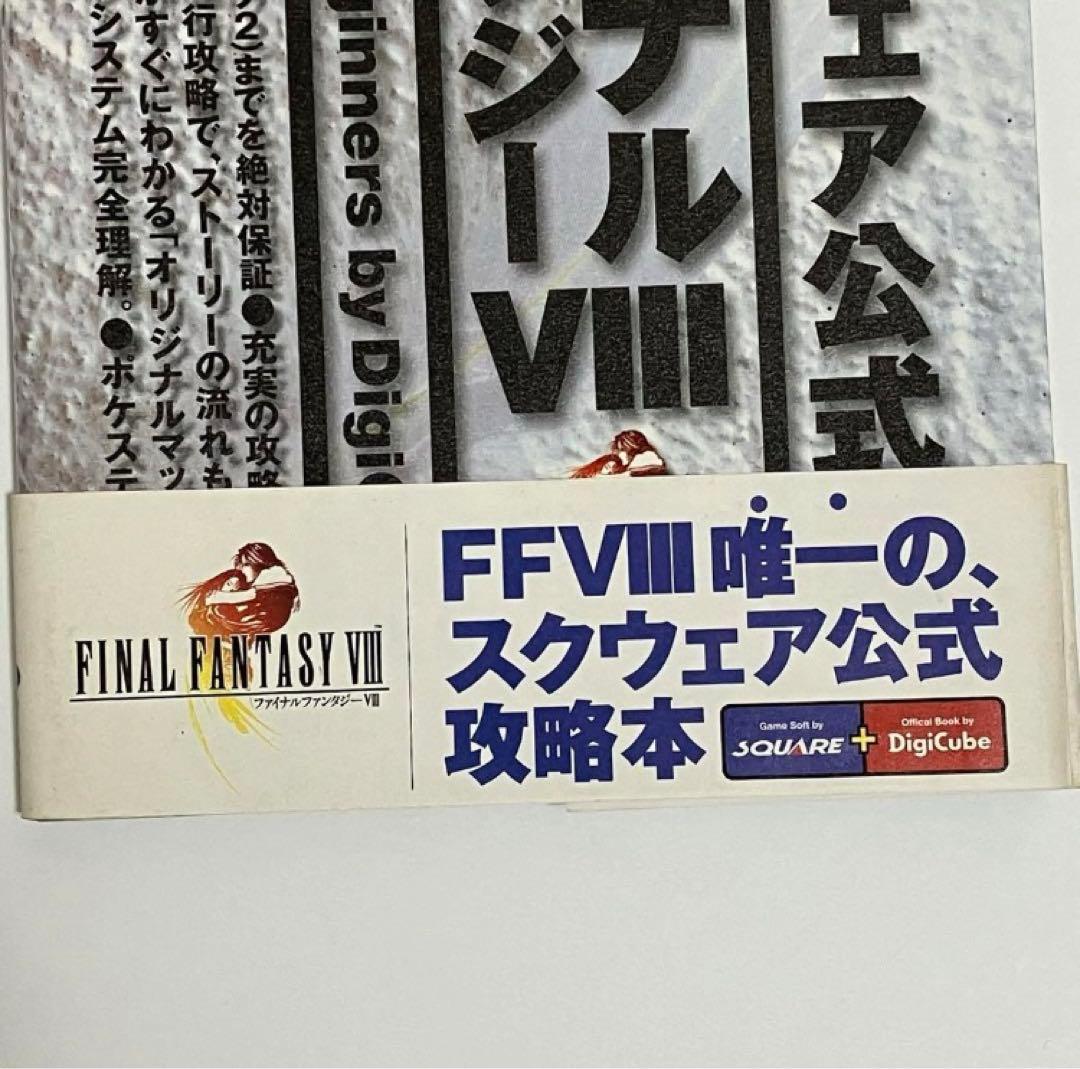 ェア公式
ナル
ジー
VIII
ginners by Digi
2)までを絶対保証●充実の攻略
行攻略で、ストーリーの流れも
すぐにわかる「オリジナルマッ
システム完全理解。●ポケステ
FINAL FANTASY VIII™
ファイナルファンタジーVIII
FFVIII唯一の、
スクウェア公式
攻略本
Game Soft by
SQUARE
+
Offical Book by
DigiCube